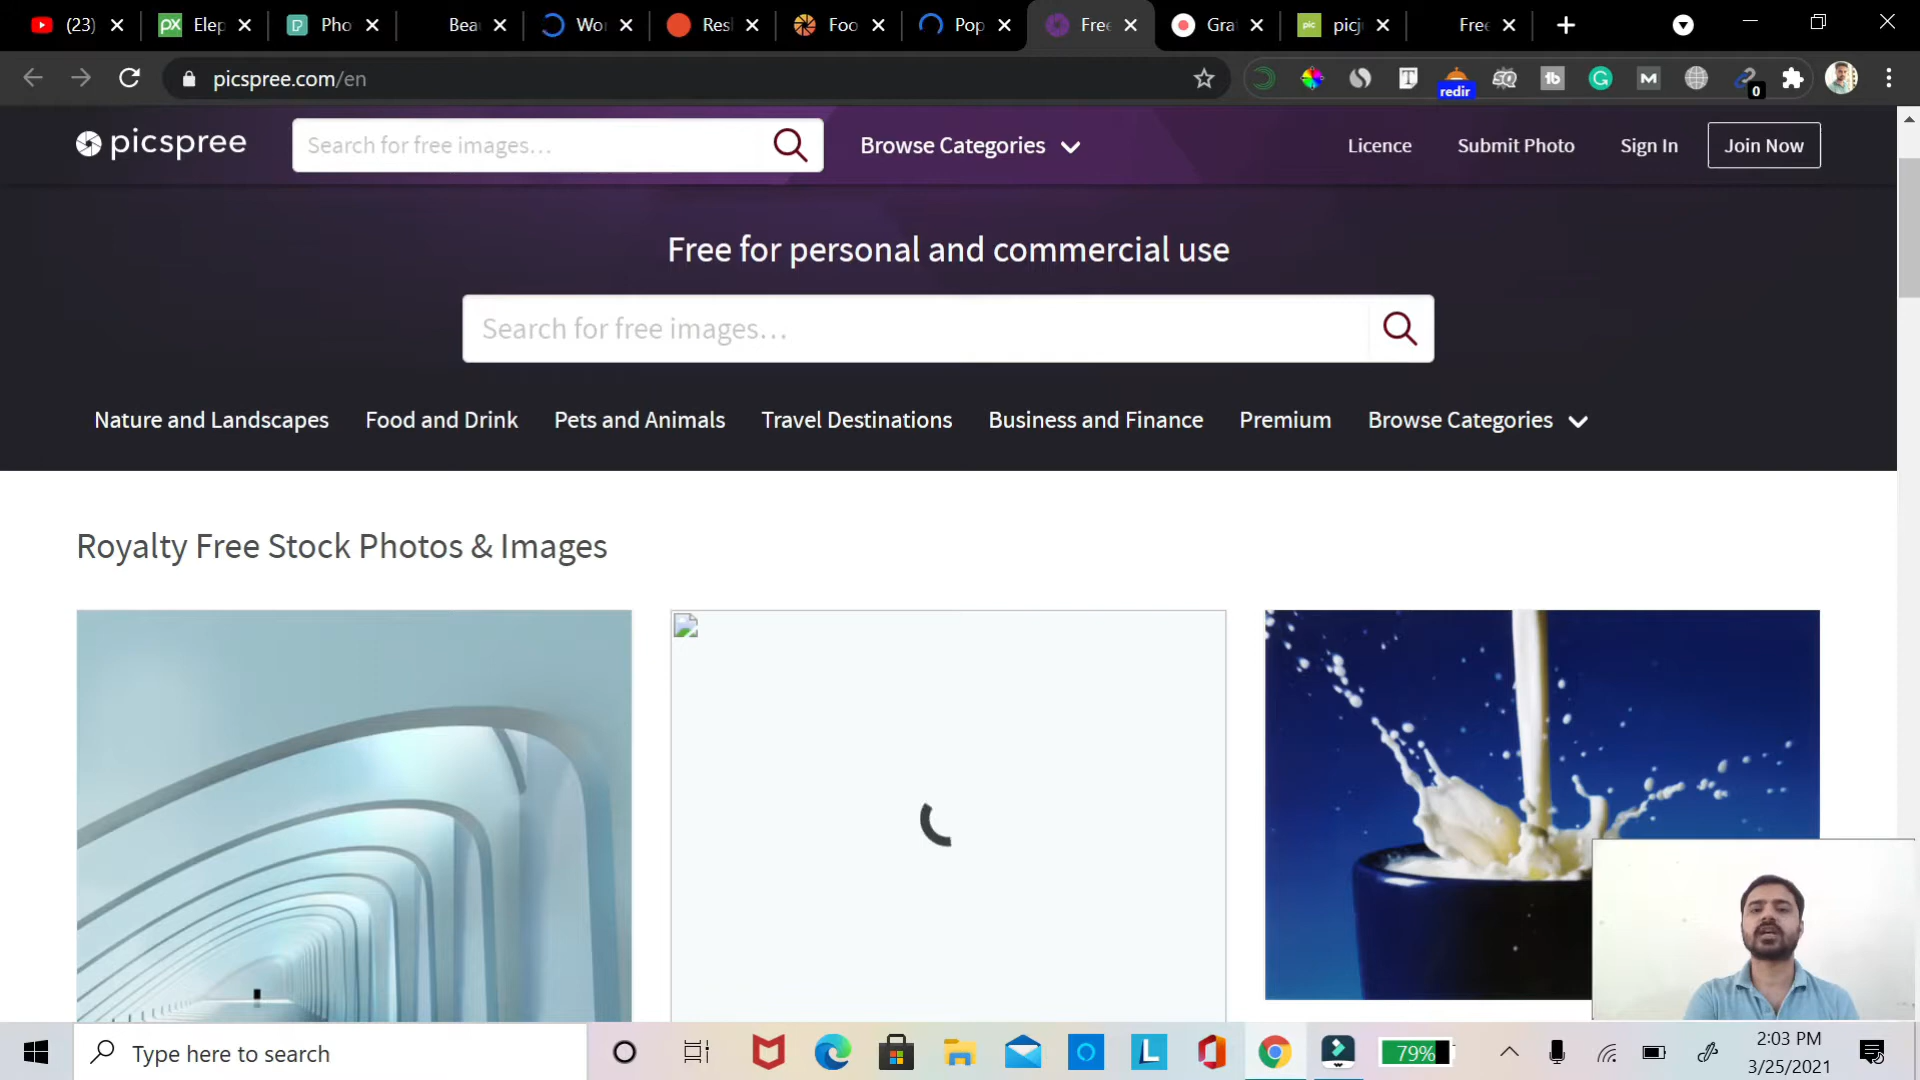 (23) Elep Pho Bea Wo Res Foo Pop Free Gra picj Free
picspree.com/en
redir
0
picspree Search for free images... Browse Categories Licence Submit Photo Sign In Join Now
Free for personal and commercial use
Search for free images...
Nature and Landscapes Food and Drink Pets and Animals Travel Destinations Business and Finance Premium Browse Categories
Royalty Free Stock Photos & Images
Type here to search 79% 2:03 PM
3/25/2021